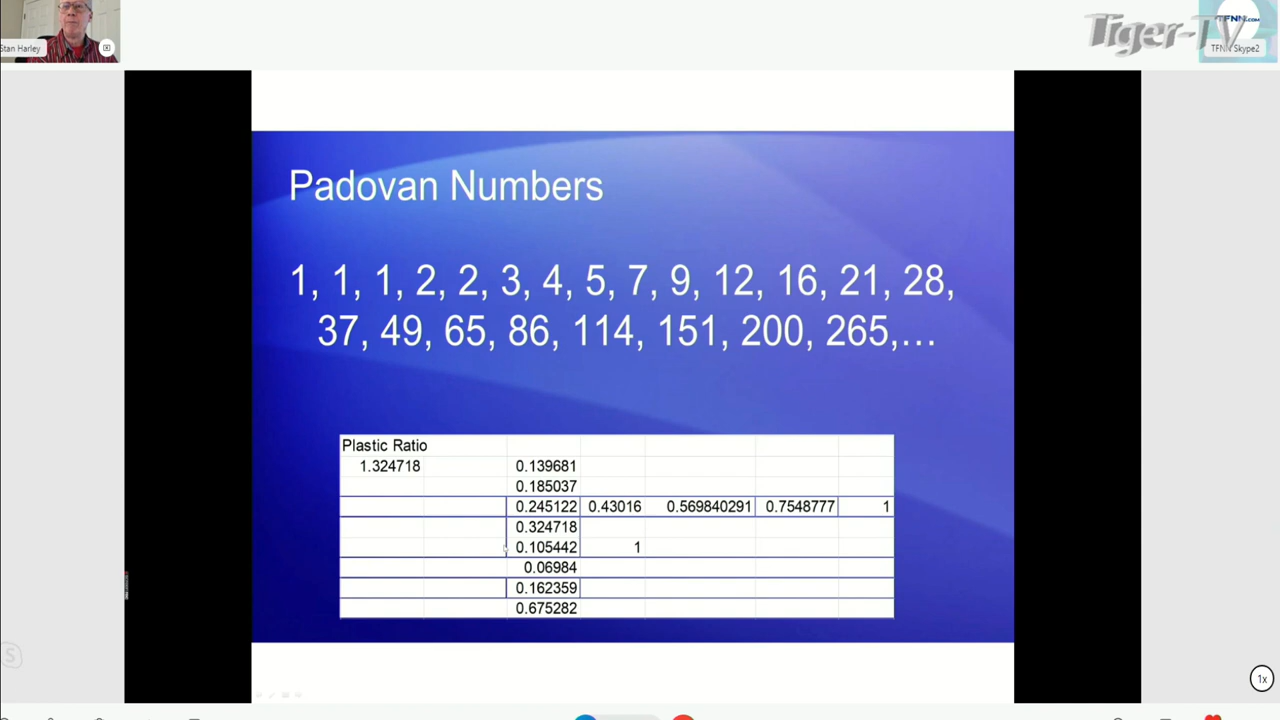 Stan Harley
Tiger-TV
TFNN.COM
TFNN Skype2
Padovan Numbers
1, 1, 1, 2, 2, 3, 4, 5, 7, 9, 12, 16, 21, 28,
37, 49, 65, 86, 114, 151, 200, 265,…
Plastic Ratio
1.324718 0.139681
0.185037
0.245122 0.43016 0.569840291 0.7548777 1
0.324718
0.105442 1
0.06984
0.162359
0.675282
S
1x